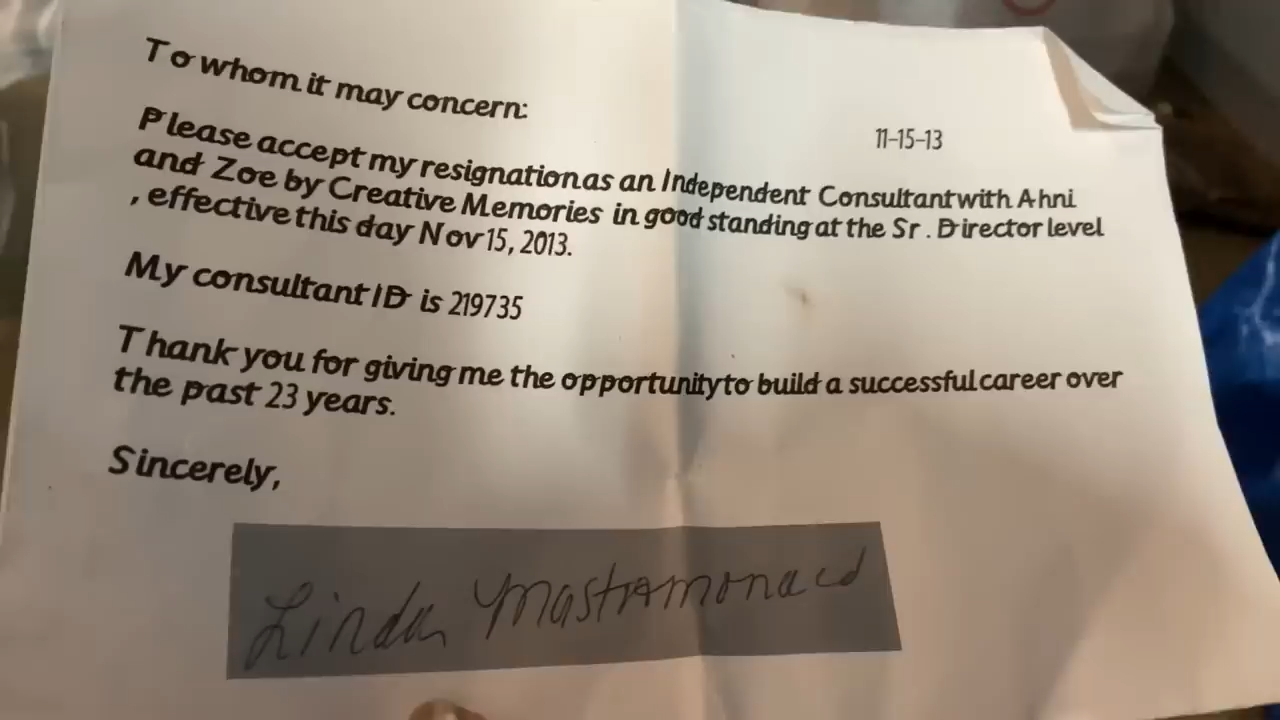 To whom it may concern:
11-15-13
Please accept my resignation as an Independent Consultant with Ahni
and Zoe by Creative Memories in good standing at the Sr. Director level
, effective this day Nov 15, 2013.
My consultant ID is 219735
Thank you for giving me the opportunity to build a successful career over
the past 23 years.
Sincerely,
Linda Mastramonaco